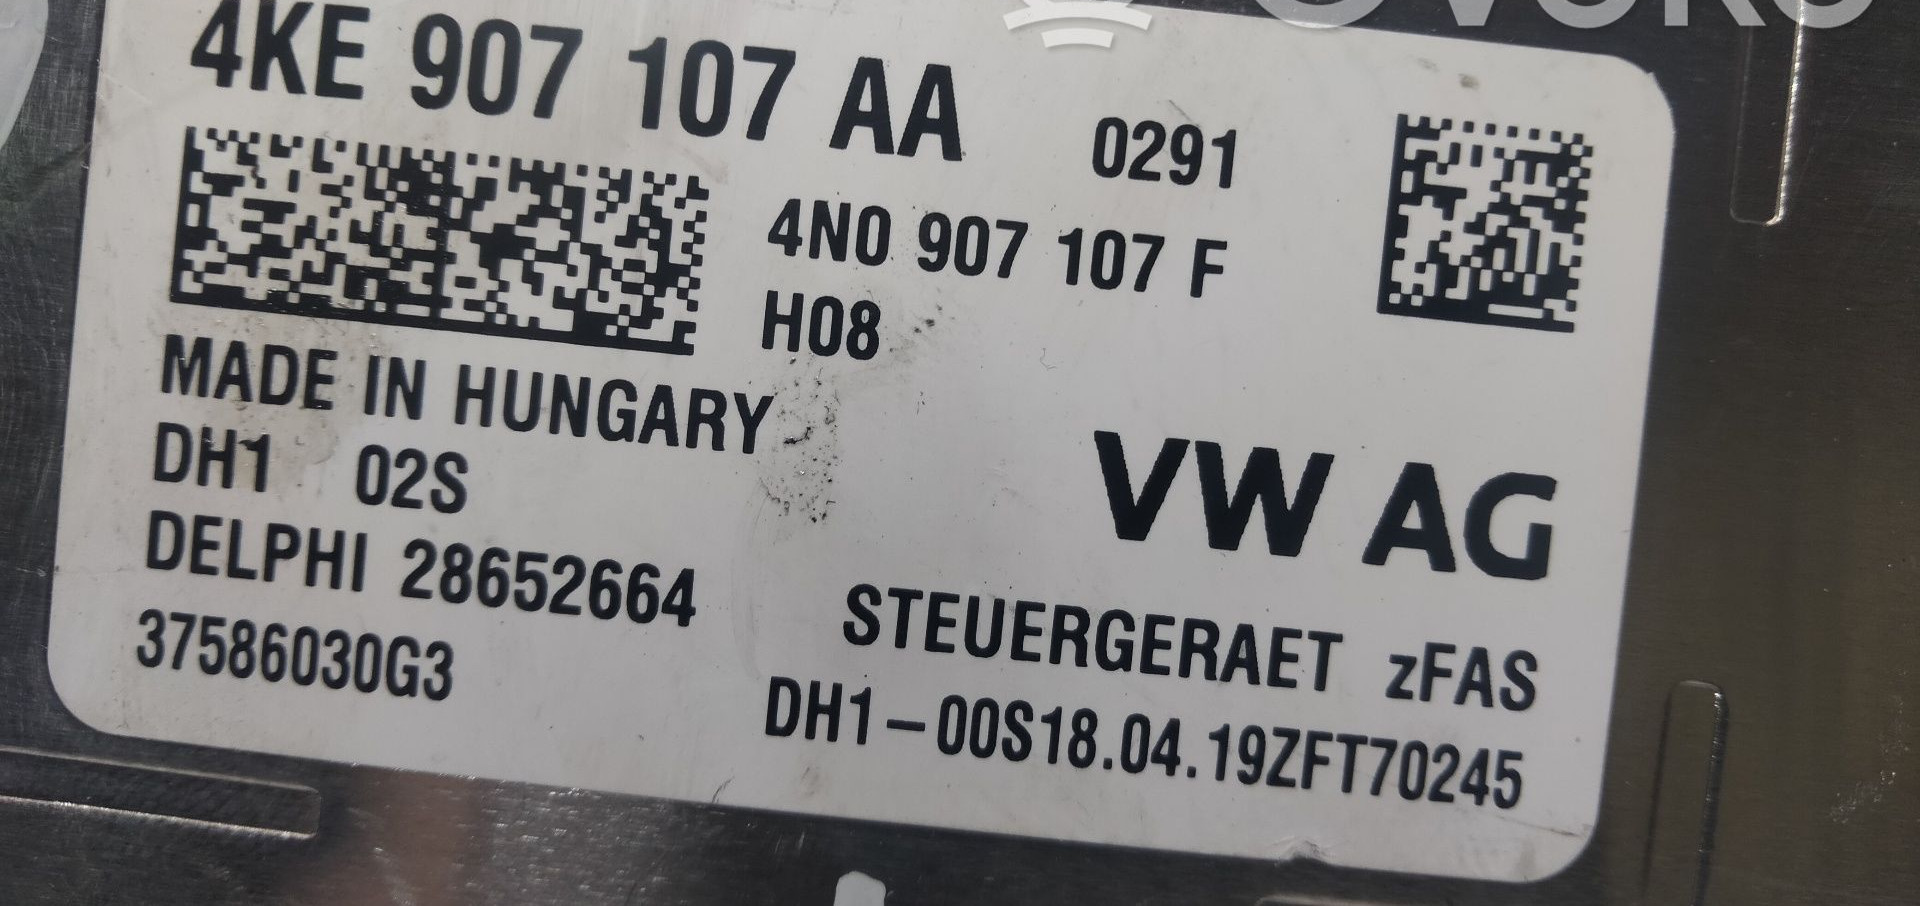 4KE 907 107 AA 0291
4N0 907 107 F
H08
MADE IN HUNGARY
DH1 02S
VW AG
DELPHI 28652664
STEUERGERAET zFAS
37586030G3
DH1-00S18.04.19ZFT70245